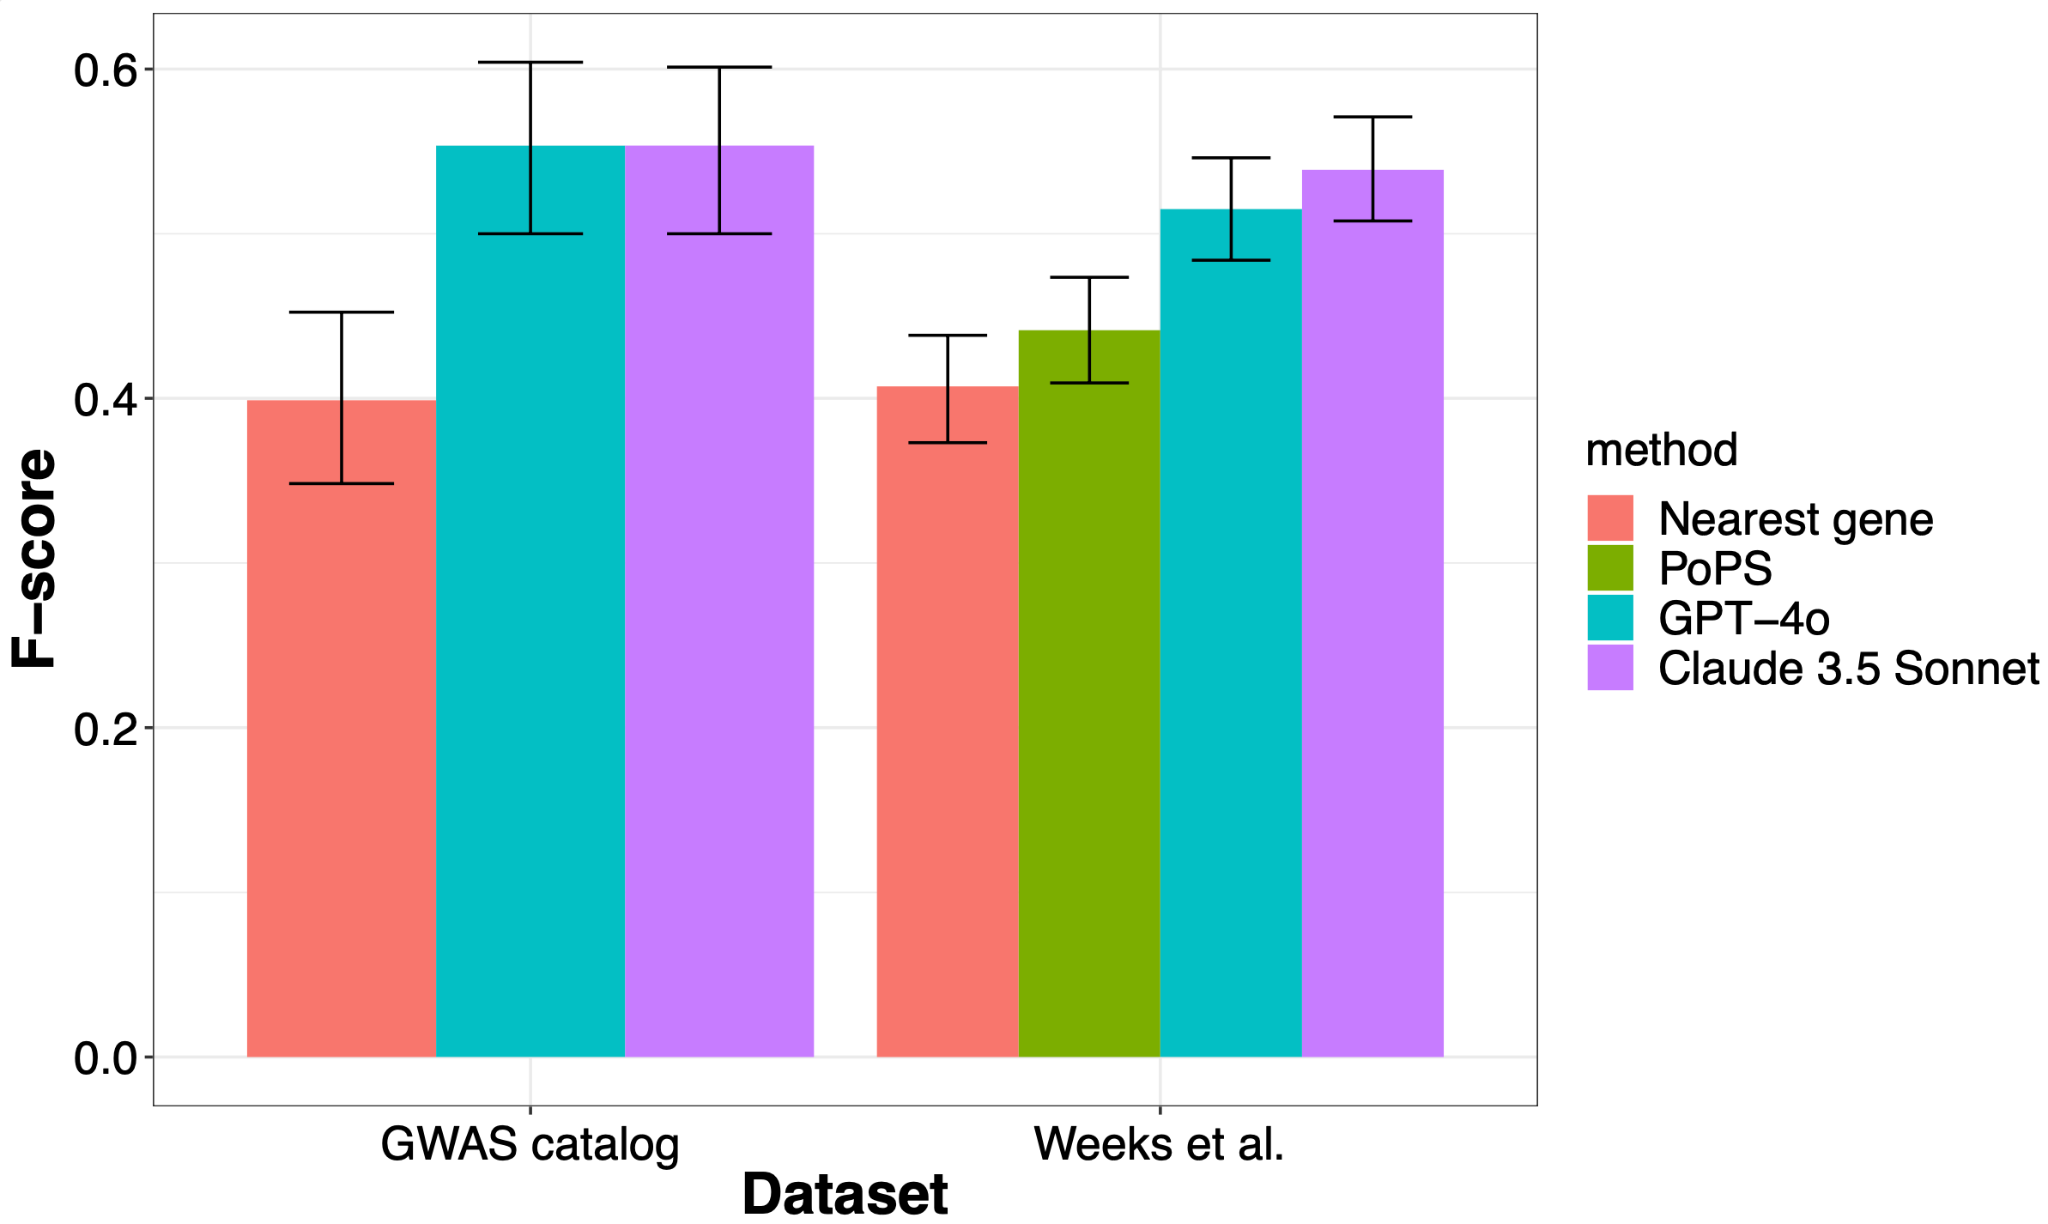 0.6
0.4
0.2
0.0
F-score
GWAS catalog
Weeks et al.
Dataset
method
Nearest gene
PoPS
GPT-4o
Claude 3.5 Sonnet